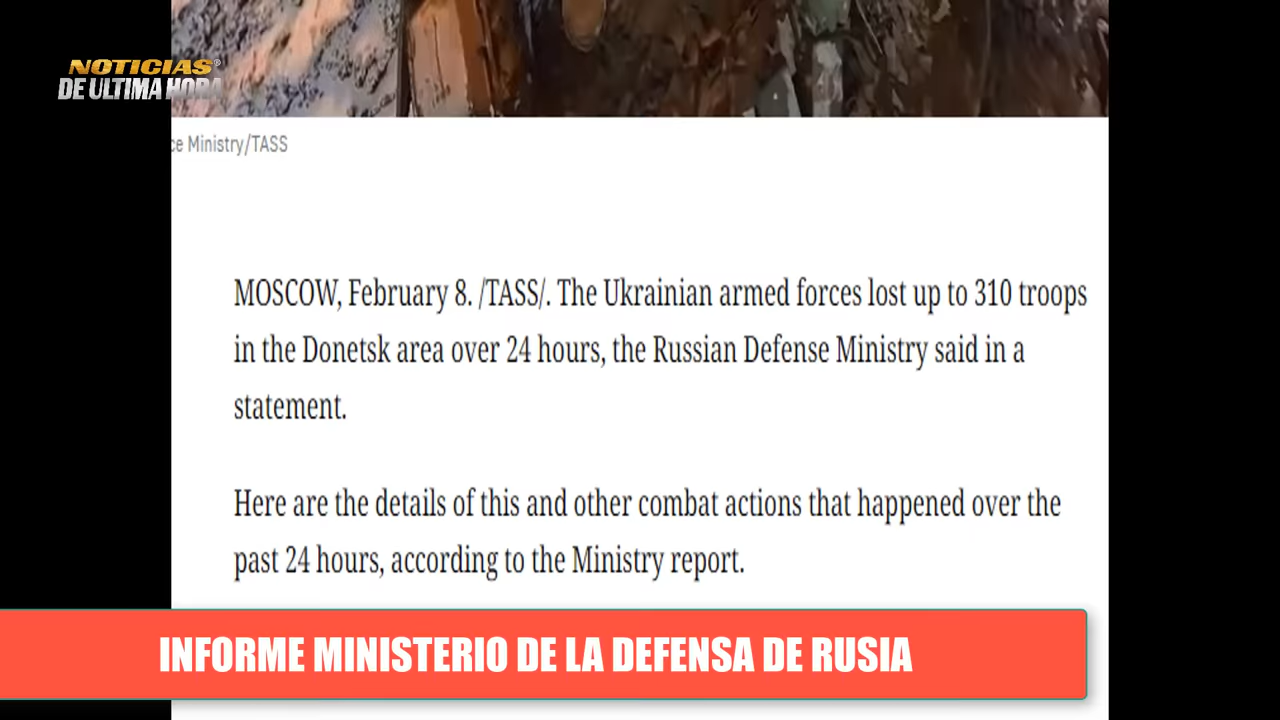 NOTICIAS®
DE ULTIMA HORA
ce Ministry/TASS
MOSCOW, February 8. /TASS/. The Ukrainian armed forces lost up to 310 troops
in the Donetsk area over 24 hours, the Russian Defense Ministry said in a
statement.
Here are the details of this and other combat actions that happened over the
past 24 hours, according to the Ministry report.
INFORME MINISTERIO DE LA DEFENSA DE RUSIA